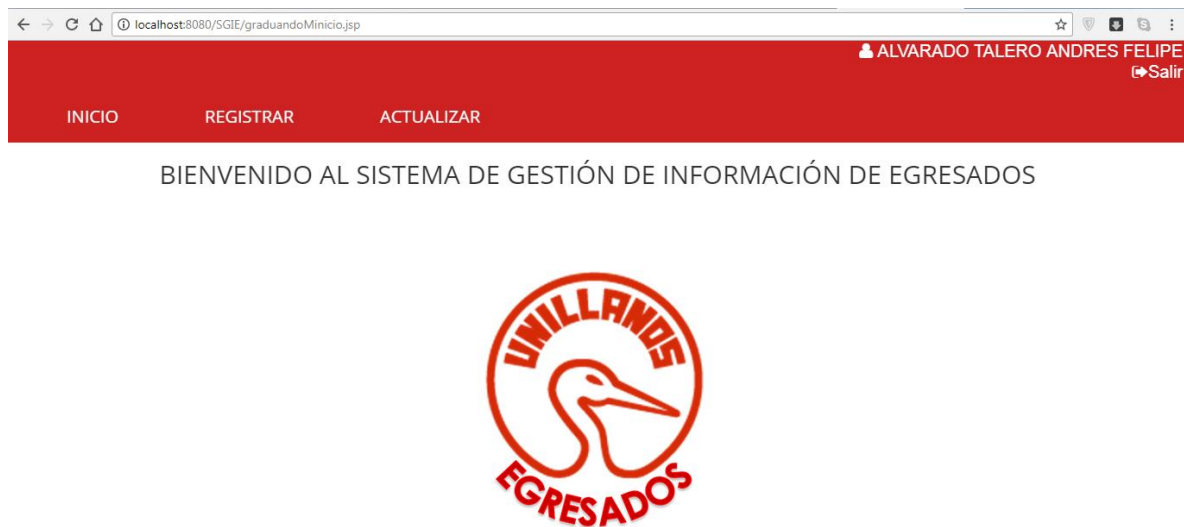 localhost:8080/SGIE/graduandoMinicio.jsp
ALVARADO TALERO ANDRES FELIPE
Salir
INICIO REGISTRAR ACTUALIZAR
BIENVENIDO AL SISTEMA DE GESTIÓN DE INFORMACIÓN DE EGRESADOS
UNILLANOS
EGRESADOS